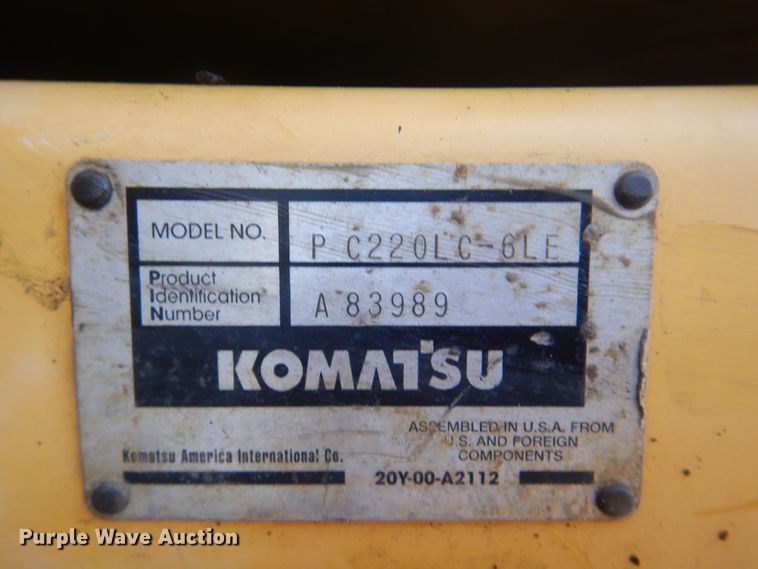 MODEL NO. P C220LC-6LE
Product
Identification
Number
A 83989
KOMATSU
ASSEMBLED IN U.S.A. FROM
U.S. AND FOREIGN
COMPONENTS
Komatsu America International Co.
20Y-00-A2112
Purple Wave Auction